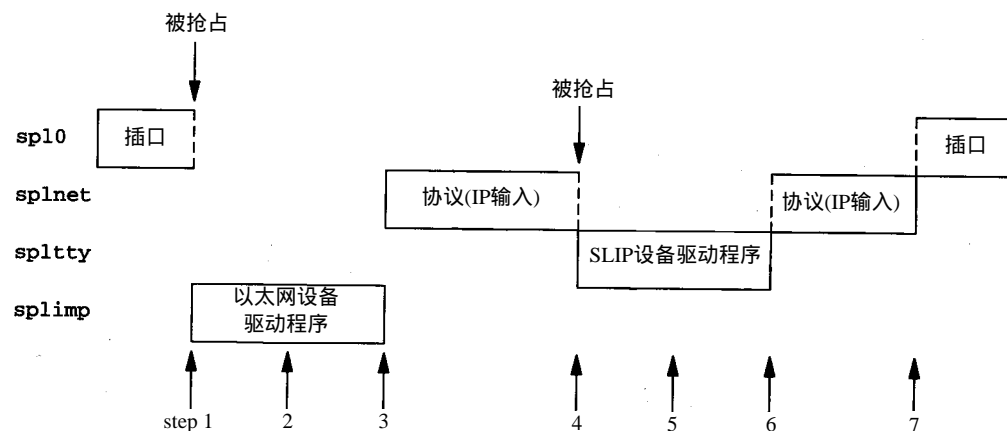 被抢占
被抢占
spl0
插口
插口
splnet
协议(IP输入)
协议(IP输入)
spltty
SLIP设备驱动程序
splimp
以太网设备
驱动程序
step 1
2
3
4
5
6
7